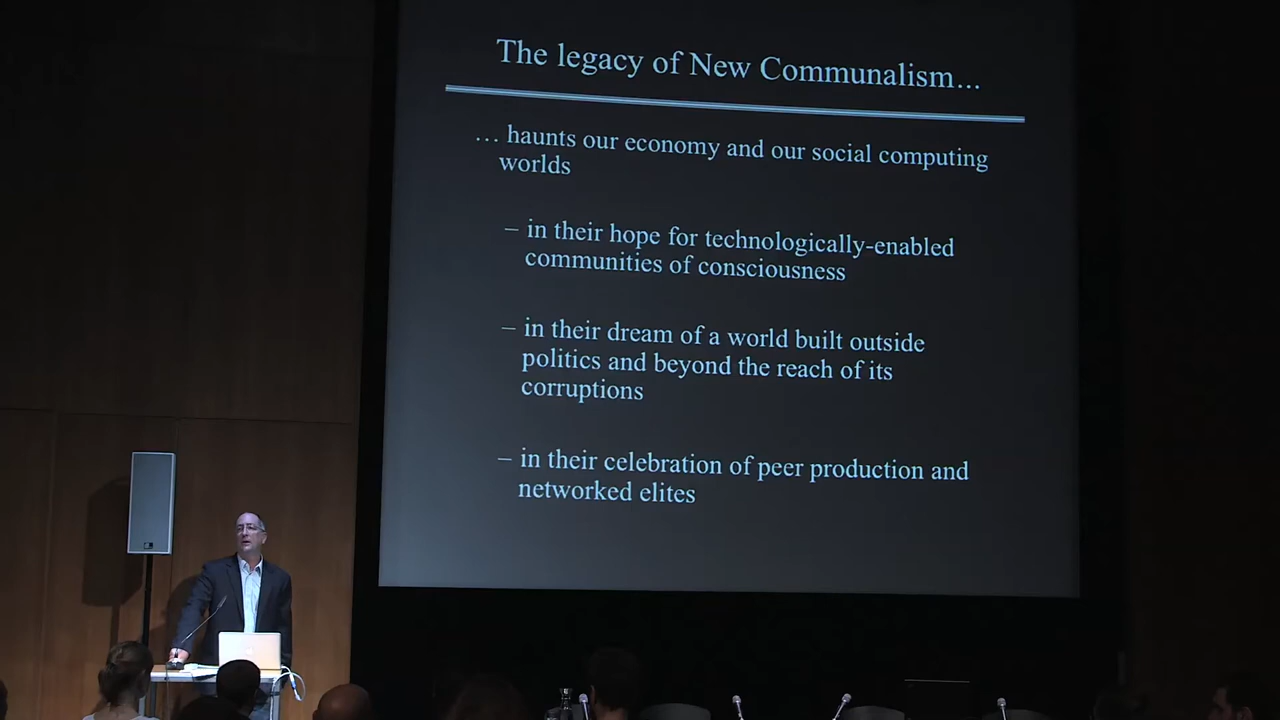 The legacy of New Communalism...
... haunts our economy and our social computing
worlds
– in their hope for technologically-enabled
communities of consciousness
– in their dream of a world built outside
politics and beyond the reach of its
corruptions
– in their celebration of peer production and
networked elites